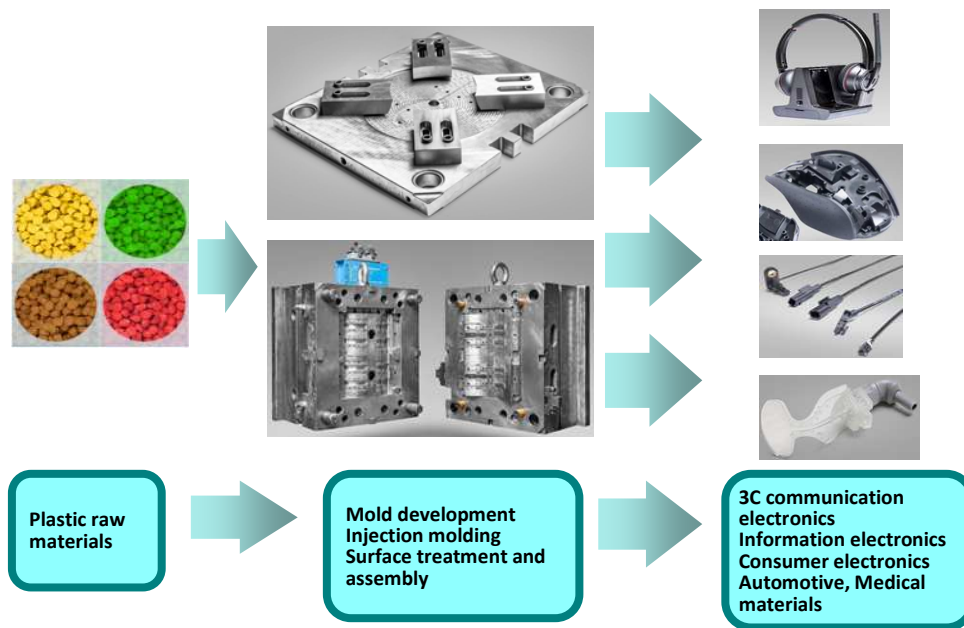 Plastic raw
materials
Mold development
Injection molding
Surface treatment and
assembly
3C communication
electronics
Information electronics
Consumer electronics
Automotive, Medical
materials